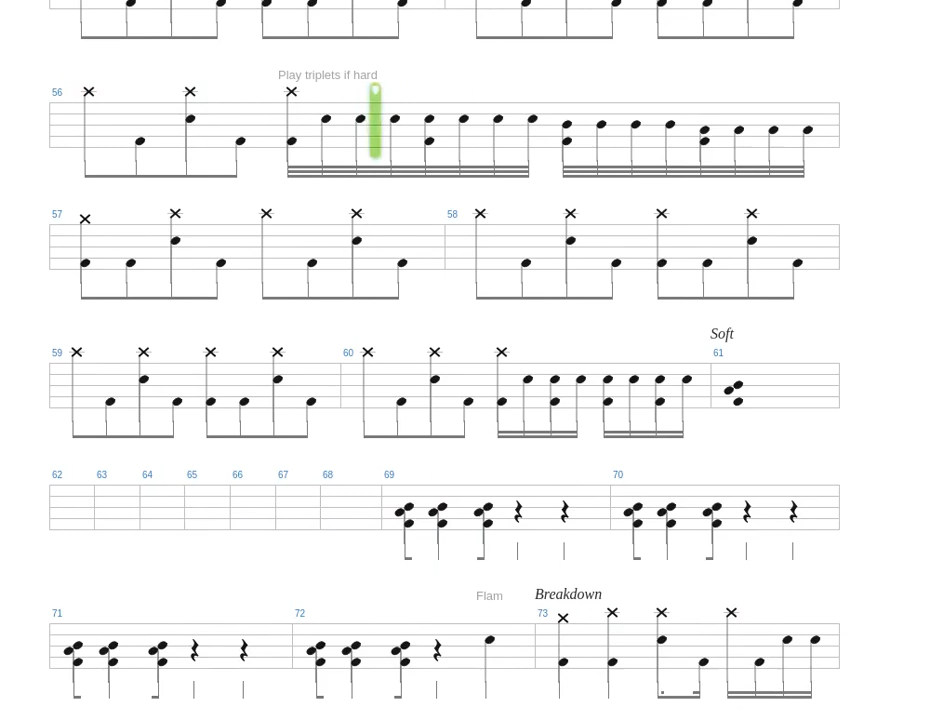 Play triplets if hard
56
57 58
Soft
59 60 61
62 63 64 65 66 67 68 69 70
Flam Breakdown
71 72 73